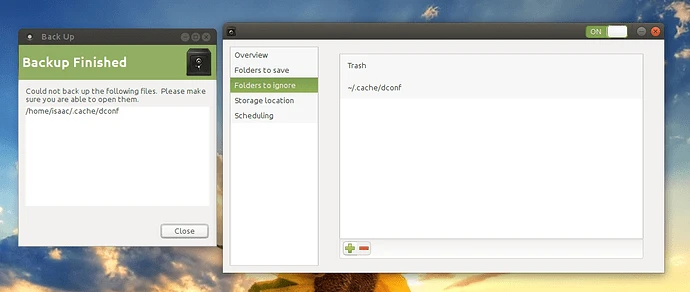 Back Up
Backup Finished
Could not back up the following files. Please make
sure you are able to open them.
/home/isaac/.cache/dconf
Close
ON
Overview
Folders to save
Folders to ignore
Storage location
Scheduling
Trash
~/.cache/dconf